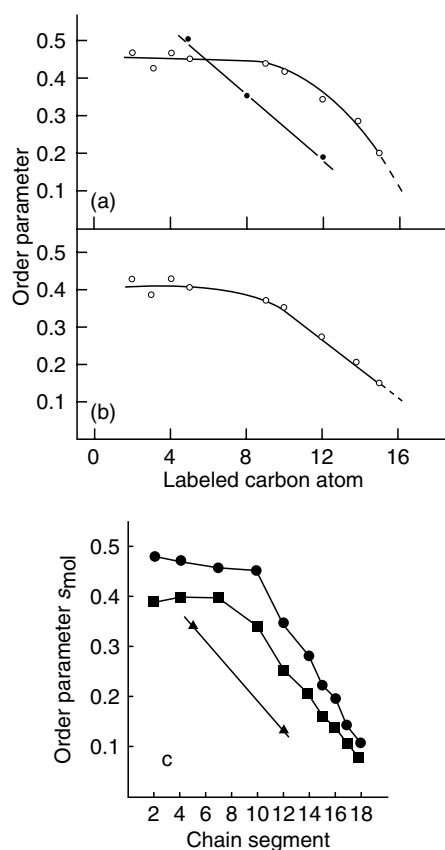 0.5
0.4
0.3
0.2
0.1
(a)
Order parameter
0.4
0.3
0.2
0.1
(b)
0 4 8 12 16
Labeled carbon atom
0.5
0.4
0.3
0.2
0.1
Order parameter smol
c
2 4 6 8 10 12 14 16 18
Chain segment